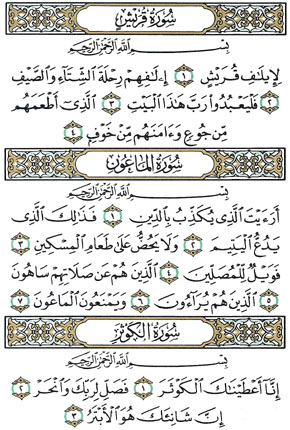 سُورَةُ قُرَيْشٍ
بِسْمِ ٱللَّهِ ٱلرَّحْمَٰنِ ٱلرَّحِيمِ
لِإِيلَٰفِ قُرَيْشٍ ١ إِۦلَٰفِهِمْ رِحْلَةَ ٱلشِّتَآءِ وَٱلصَّيْفِ
٢ فَلْيَعْبُدُوا۟ رَبَّ هَٰذَا ٱلْبَيْتِ ٣ ٱلَّذِىٓ أَطْعَمَهُم
مِّن جُوعٍ وَءَامَنَهُم مِّنْ خَوْفٍۭ ٤
سُورَةُ المَاعُونِ
بِسْمِ ٱللَّهِ ٱلرَّحْمَٰنِ ٱلرَّحِيمِ
أَرَءَيْتَ ٱلَّذِى يُكَذِّبُ بِٱلدِّينِ ١ فَذَٰلِكَ ٱلَّذِى
يَدُعُّ ٱلْيَتِيمَ ٢ وَلَا يَحُضُّ عَلَىٰ طَعَامِ ٱلْمِسْكِينِ ٣
فَوَيْلٌ لِّلْمُصَلِّينَ ٤ ٱلَّذِينَ هُمْ عَن صَلَاتِهِمْ سَاهُونَ
٥ ٱلَّذِينَ هُمْ يُرَآءُونَ ٦ وَيَمْنَعُونَ ٱلْمَاعُونَ ٧
سُورَةُ الكَوْثَرِ
بِسْمِ ٱللَّهِ ٱلرَّحْمَٰنِ ٱلرَّحِيمِ
إِنَّآ أَعْطَيْنَٰكَ ٱلْكَوْثَرَ ١ فَصَلِّ لِرَبِّكَ وَٱنْحَرْ ٢
إِنَّ شَانِئَكَ هُوَ ٱلْأَبْتَرُ ٣